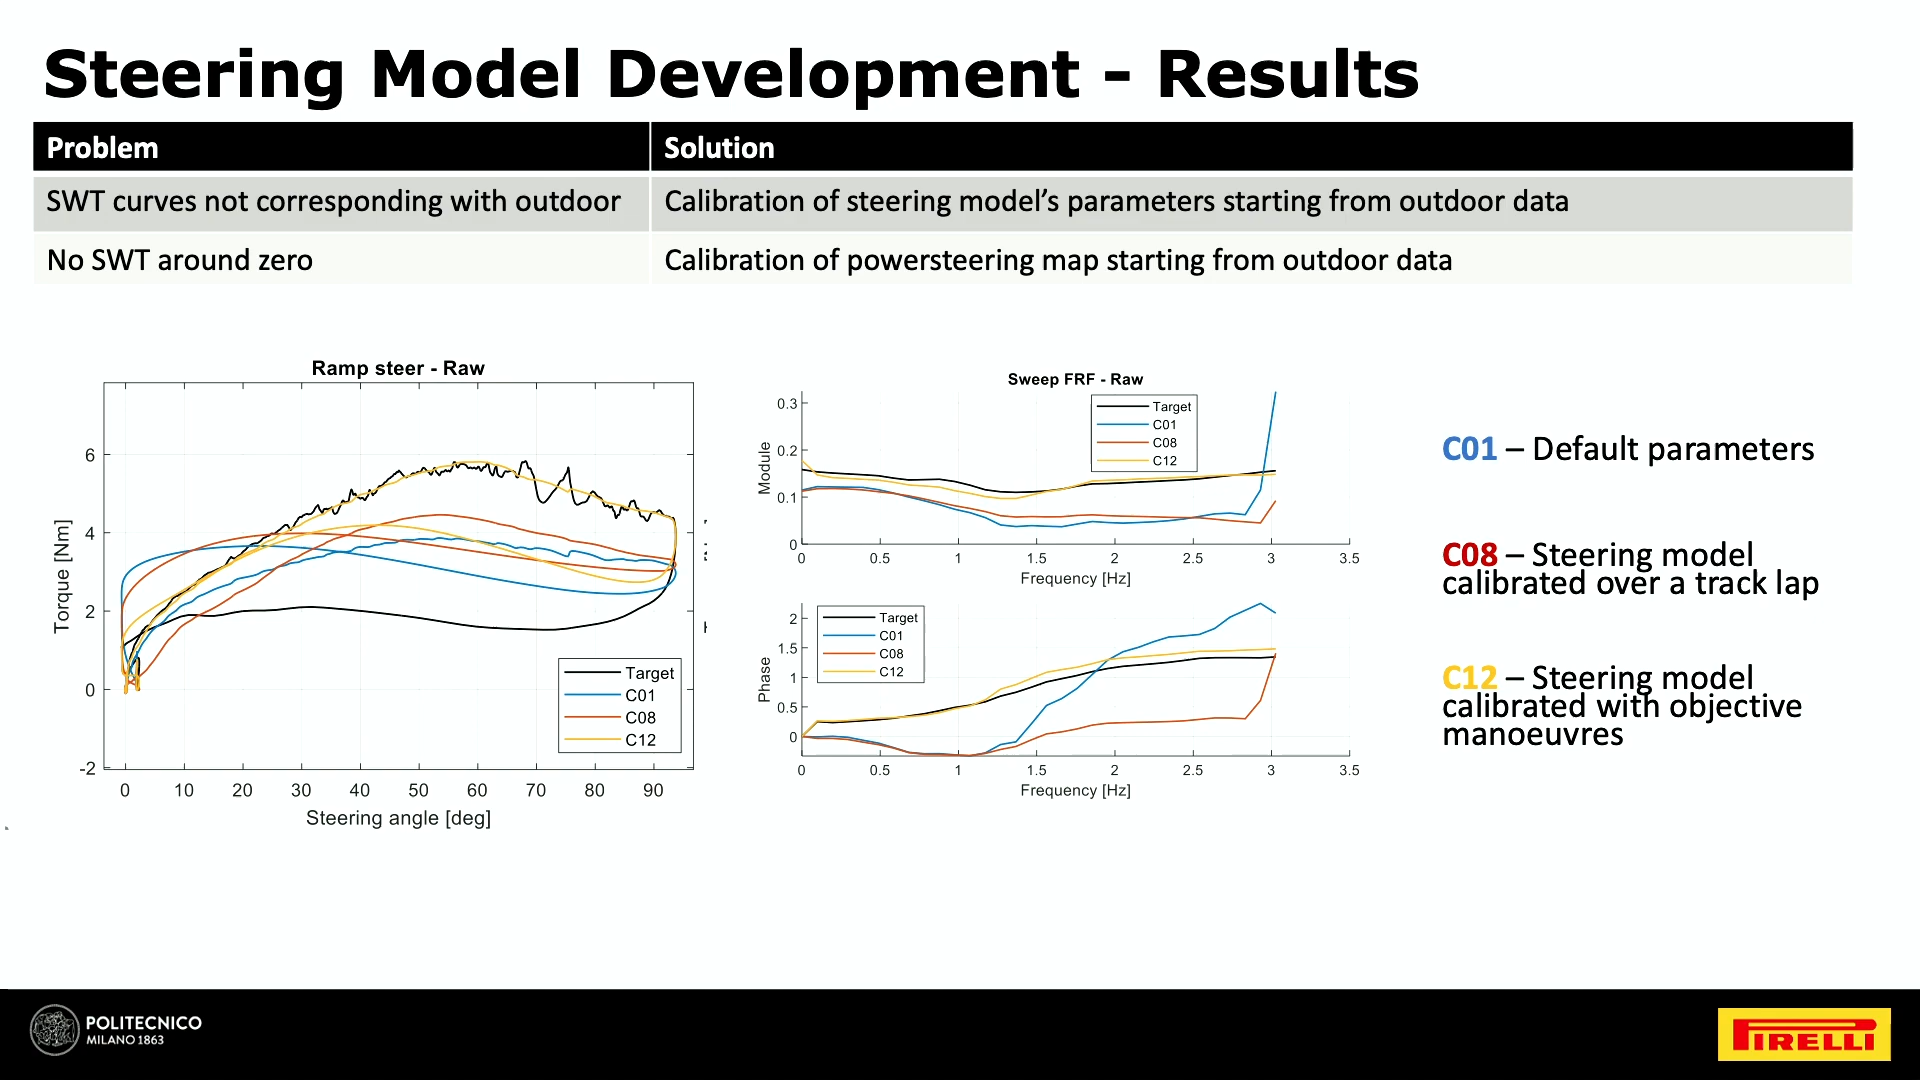 Steering Model Development - Results
Problem
Solution
SWT curves not corresponding with outdoor
Calibration of steering model’s parameters starting from outdoor data
No SWT around zero
Calibration of powersteering map starting from outdoor data
Ramp steer - Raw
6
4
2
0
-2
Torque [Nm]
Target
C01
C08
C12
0 10 20 30 40 50 60 70 80 90
Steering angle [deg]
Sweep FRF - Raw
0.3
0.2
0.1
0
Module
Target
C01
C08
C12
0 0.5 1 1.5 2 2.5 3 3.5
Frequency [Hz]
2
1.5
1
0.5
0
Phase
Target
C01
C08
C12
0 0.5 1 1.5 2 2.5 3 3.5
Frequency [Hz]
C01 – Default parameters
C08 – Steering model
calibrated over a track lap
C12 – Steering model
calibrated with objective
manoeuvres
POLITECNICO
MILANO 1863
PIRELLI